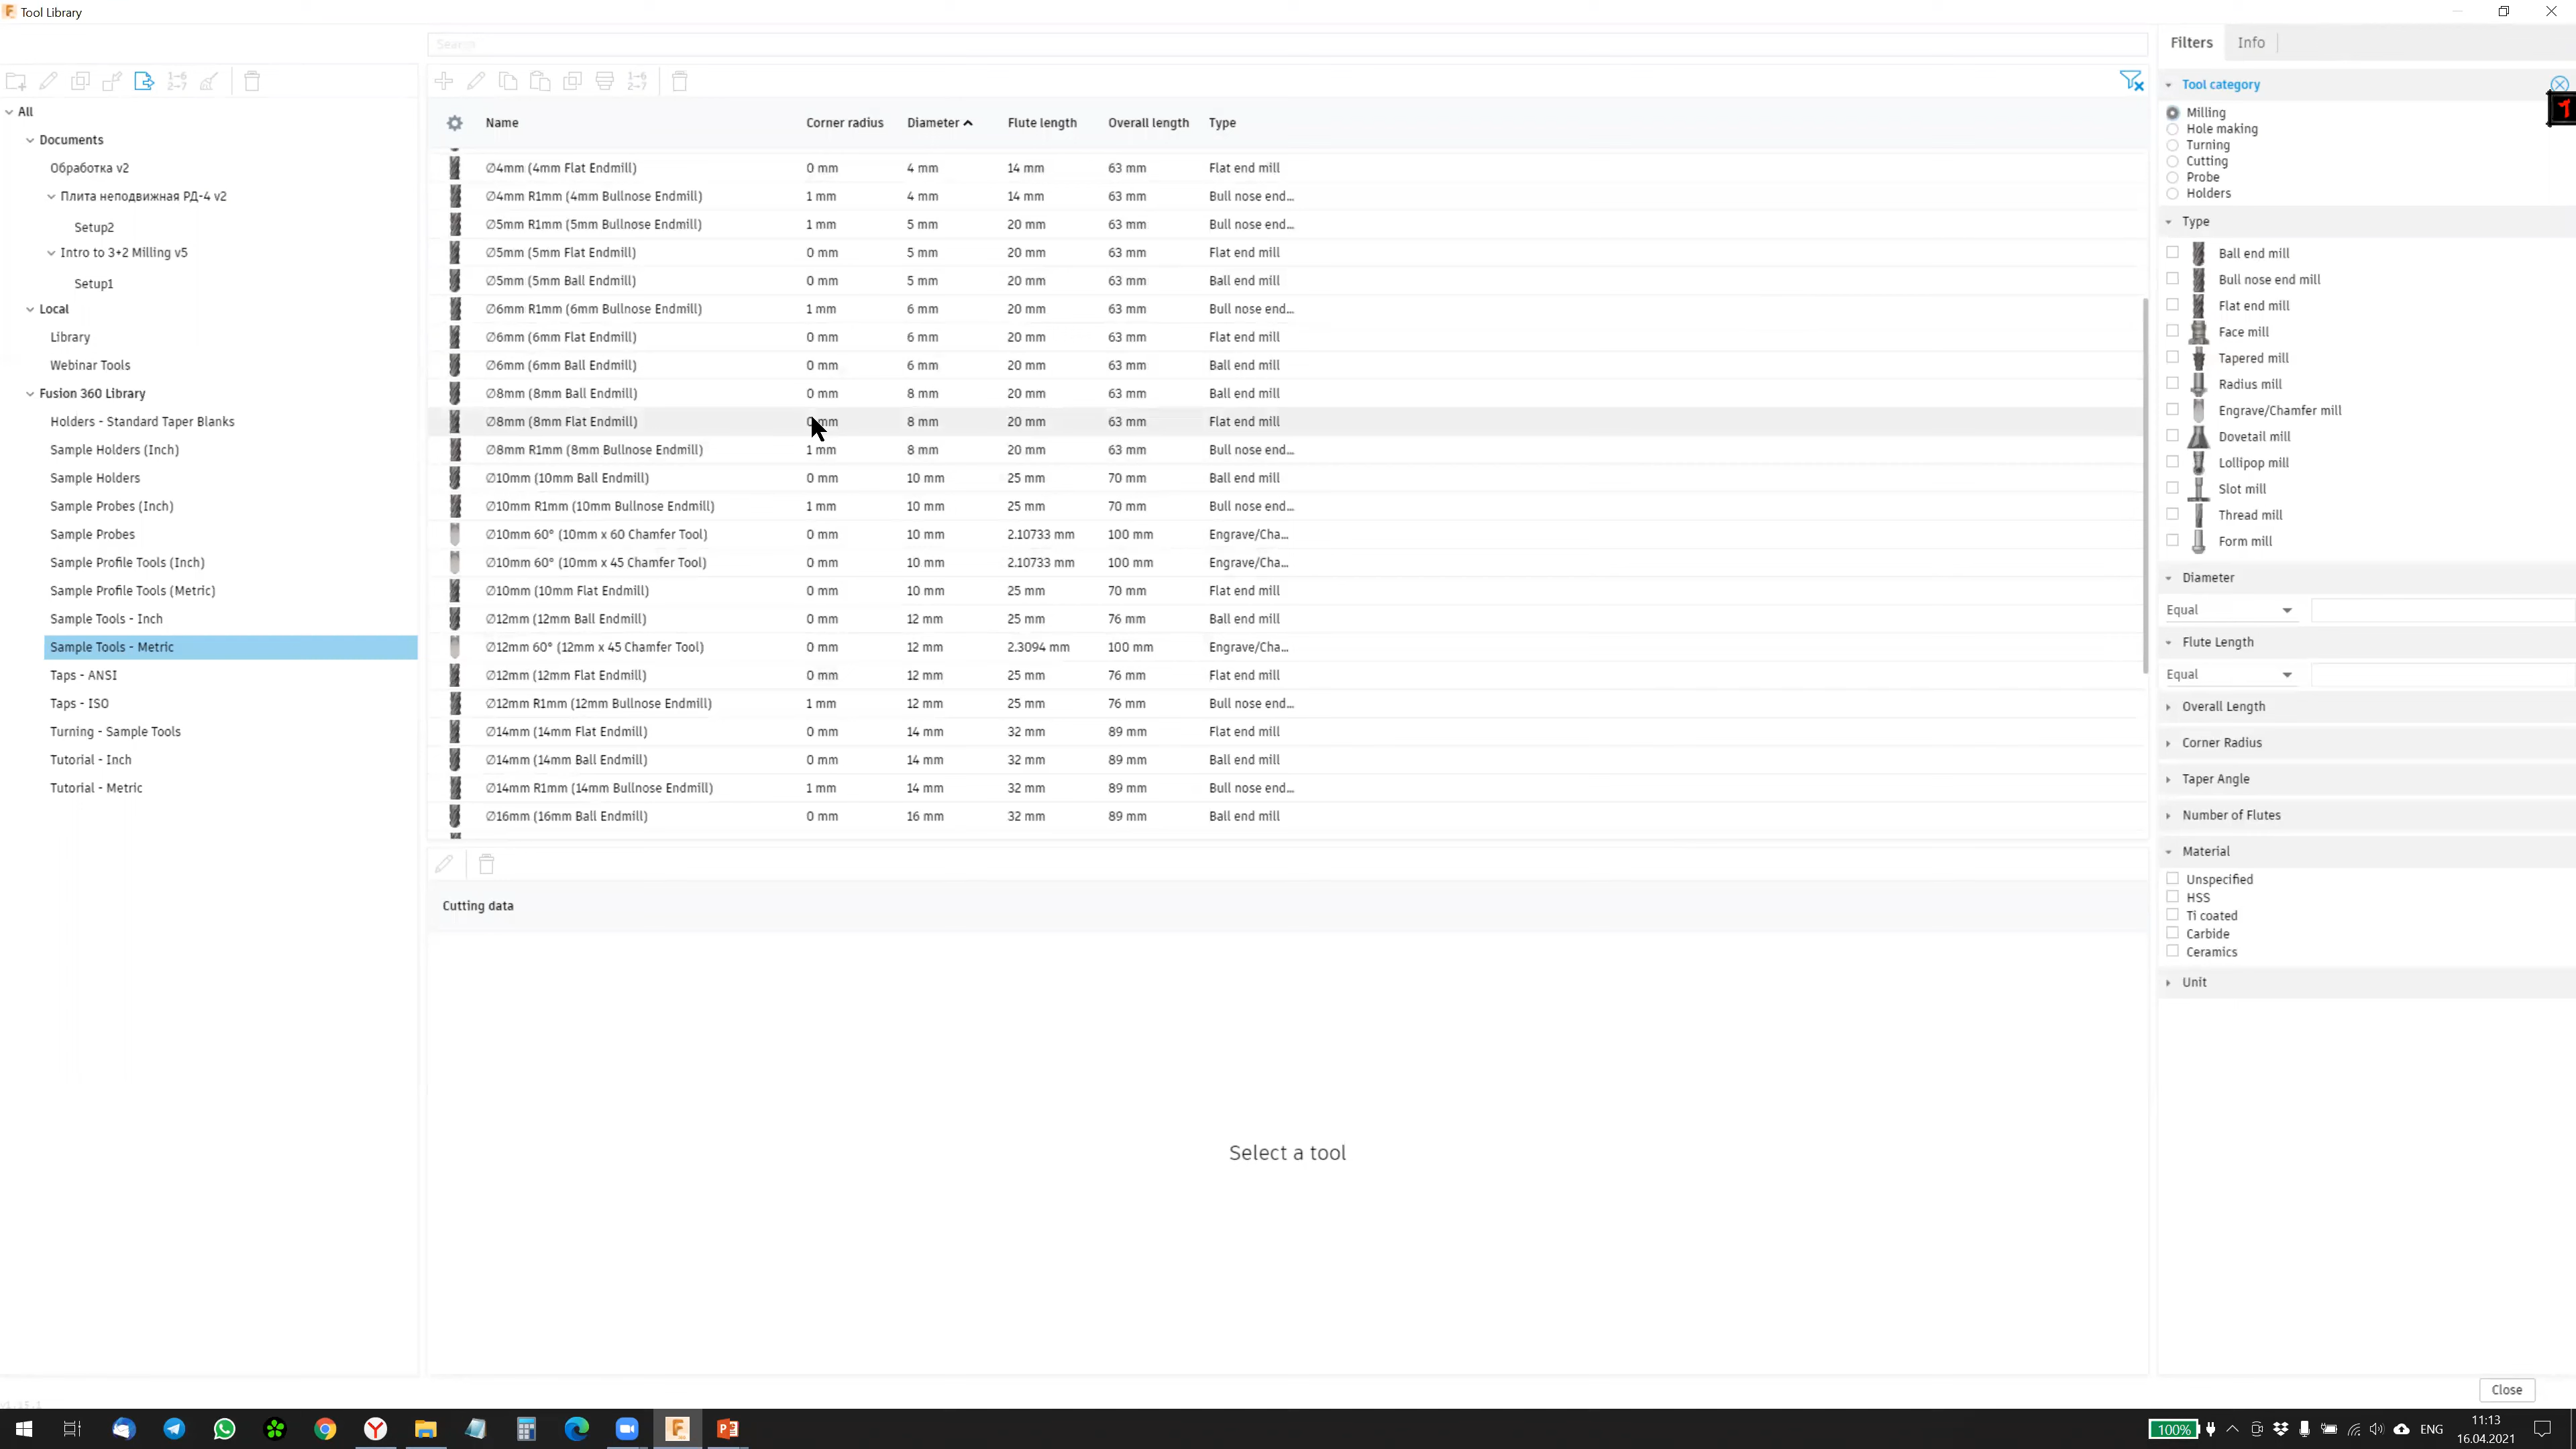 Tool Library
Search
Filters
Info
All
Documents
Обработка v2
Плита неподвижная РД-4 v2
Setup2
Intro to 3+2 Milling v5
Setup1
Local
Library
Webinar Tools
Fusion 360 Library
Holders - Standard Taper Blanks
Sample Holders (Inch)
Sample Holders
Sample Probes (Inch)
Sample Probes
Sample Profile Tools (Inch)
Sample Profile Tools (Metric)
Sample Tools - Inch
Sample Tools - Metric
Taps - ANSI
Taps - ISO
Turning - Sample Tools
Tutorial - Inch
Tutorial - Metric
Name Corner radius Diameter Flute length Overall length Type
∅4mm (4mm Flat Endmill) 0 mm 4 mm 14 mm 63 mm Flat end mill
∅4mm R1mm (4mm Bullnose Endmill) 1 mm 4 mm 14 mm 63 mm Bull nose end...
∅5mm R1mm (5mm Bullnose Endmill) 1 mm 5 mm 20 mm 63 mm Bull nose end...
∅5mm (5mm Flat Endmill) 0 mm 5 mm 20 mm 63 mm Flat end mill
∅5mm (5mm Ball Endmill) 0 mm 5 mm 20 mm 63 mm Ball end mill
∅6mm R1mm (6mm Bullnose Endmill) 1 mm 6 mm 20 mm 63 mm Bull nose end...
∅6mm (6mm Flat Endmill) 0 mm 6 mm 20 mm 63 mm Flat end mill
∅6mm (6mm Ball Endmill) 0 mm 6 mm 20 mm 63 mm Ball end mill
∅8mm (8mm Ball Endmill) 0 mm 8 mm 20 mm 63 mm Ball end mill
∅8mm (8mm Flat Endmill) 0 mm 8 mm 20 mm 63 mm Flat end mill
∅8mm R1mm (8mm Bullnose Endmill) 1 mm 8 mm 20 mm 63 mm Bull nose end...
∅10mm (10mm Ball Endmill) 0 mm 10 mm 25 mm 70 mm Ball end mill
∅10mm R1mm (10mm Bullnose Endmill) 1 mm 10 mm 25 mm 70 mm Bull nose end...
∅10mm 60° (10mm x 60 Chamfer Tool) 0 mm 10 mm 2.10733 mm 100 mm Engrave/Cha...
∅10mm 60° (10mm x 45 Chamfer Tool) 0 mm 10 mm 2.10733 mm 100 mm Engrave/Cha...
∅10mm (10mm Flat Endmill) 0 mm 10 mm 25 mm 70 mm Flat end mill
∅12mm (12mm Ball Endmill) 0 mm 12 mm 25 mm 76 mm Ball end mill
∅12mm 60° (12mm x 45 Chamfer Tool) 0 mm 12 mm 2.3094 mm 100 mm Engrave/Cha...
∅12mm (12mm Flat Endmill) 0 mm 12 mm 25 mm 76 mm Flat end mill
∅12mm R1mm (12mm Bullnose Endmill) 1 mm 12 mm 25 mm 76 mm Bull nose end...
∅14mm (14mm Flat Endmill) 0 mm 14 mm 32 mm 89 mm Flat end mill
∅14mm (14mm Ball Endmill) 0 mm 14 mm 32 mm 89 mm Ball end mill
∅14mm R1mm (14mm Bullnose Endmill) 1 mm 14 mm 32 mm 89 mm Bull nose end...
∅16mm (16mm Ball Endmill) 0 mm 16 mm 32 mm 89 mm Ball end mill
Cutting data
Select a tool
Tool category
Milling
Hole making
Turning
Cutting
Probe
Holders
Type
Ball end mill
Bull nose end mill
Flat end mill
Face mill
Tapered mill
Radius mill
Engrave/Chamfer mill
Dovetail mill
Lollipop mill
Slot mill
Thread mill
Form mill
Diameter
Equal
Flute Length
Equal
Overall Length
Corner Radius
Taper Angle
Number of Flutes
Material
Unspecified
HSS
Ti coated
Carbide
Ceramics
Unit
Close
100%
ENG
11:13
16.04.2021